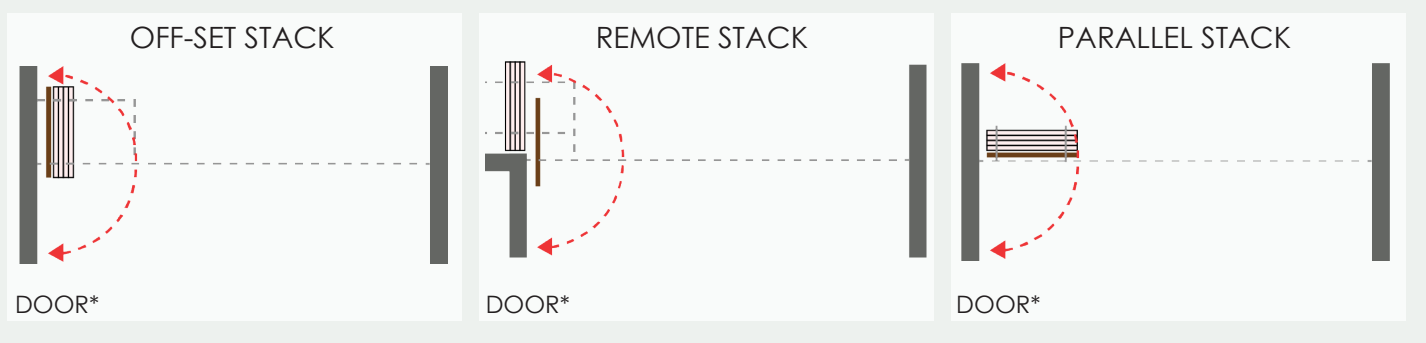 OFF-SET STACK
DOOR*
REMOTE STACK
DOOR*
PARALLEL STACK
DOOR*